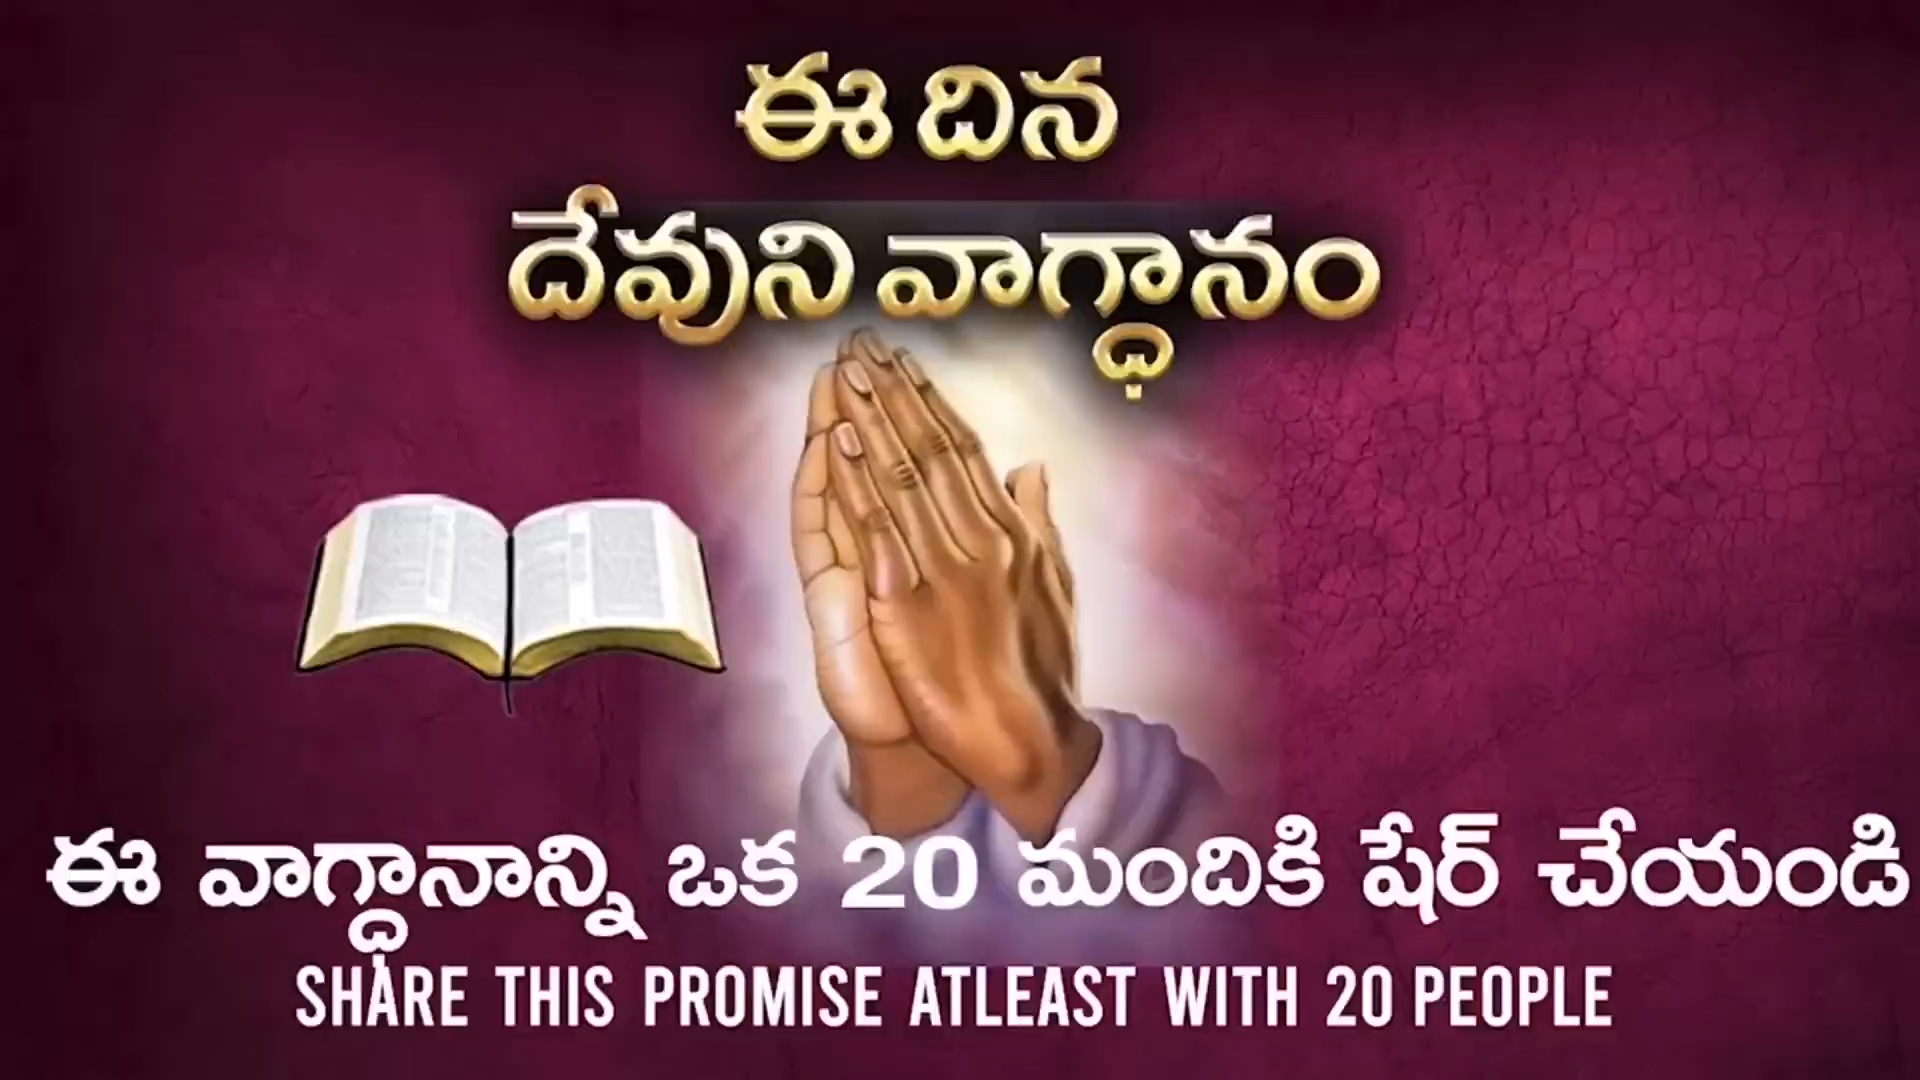 ఈ దిన
దేవుని వాగ్ధానం
ఈ వాగ్ధానాన్ని ఒక 20 మందికి షేర్ చేయండి
SHARE THIS PROMISE ATLEAST WITH 20 PEOPLE